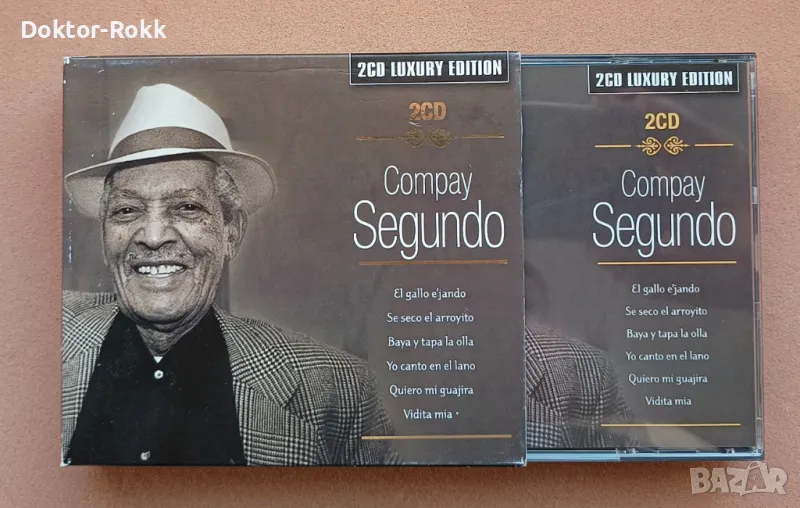 Doktor-Rokk
2CD LUXURY EDITION
2CD
Compay
Segundo
El gallo e'jando
Se seco el arroyito
Baya y tapa la olla
Yo canto en el lano
Quiero mi guajira
Vidita mia •
2CD LUXURY EDITION
2CD
Compay
Segundo
El gallo e'jando
Se seco el arroyito
Baya y tapa la olla
Yo canto en el lano
Quiero mi guajira
Vidita mia
BAZAR